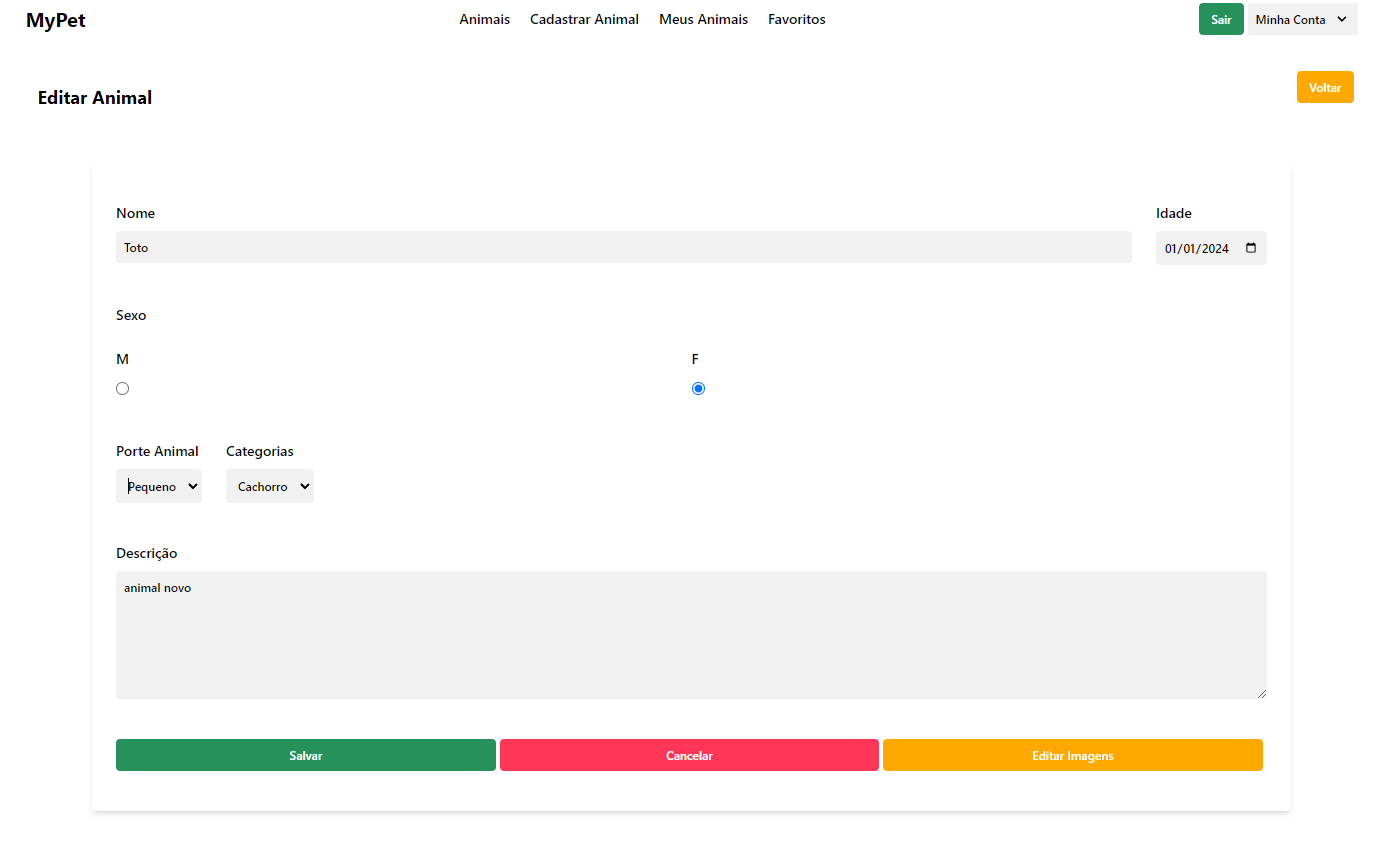 MyPet
Animais Cadastrar Animal Meus Animais Favoritos
Sair Minha Conta
Editar Animal
Voltar
Nome
Idade
Toto
01/01/2024
Sexo
M
F
Porte Animal
Categorias
Pequeno
Cachorro
Descrição
animal novo
Salvar
Cancelar
Editar Imagens